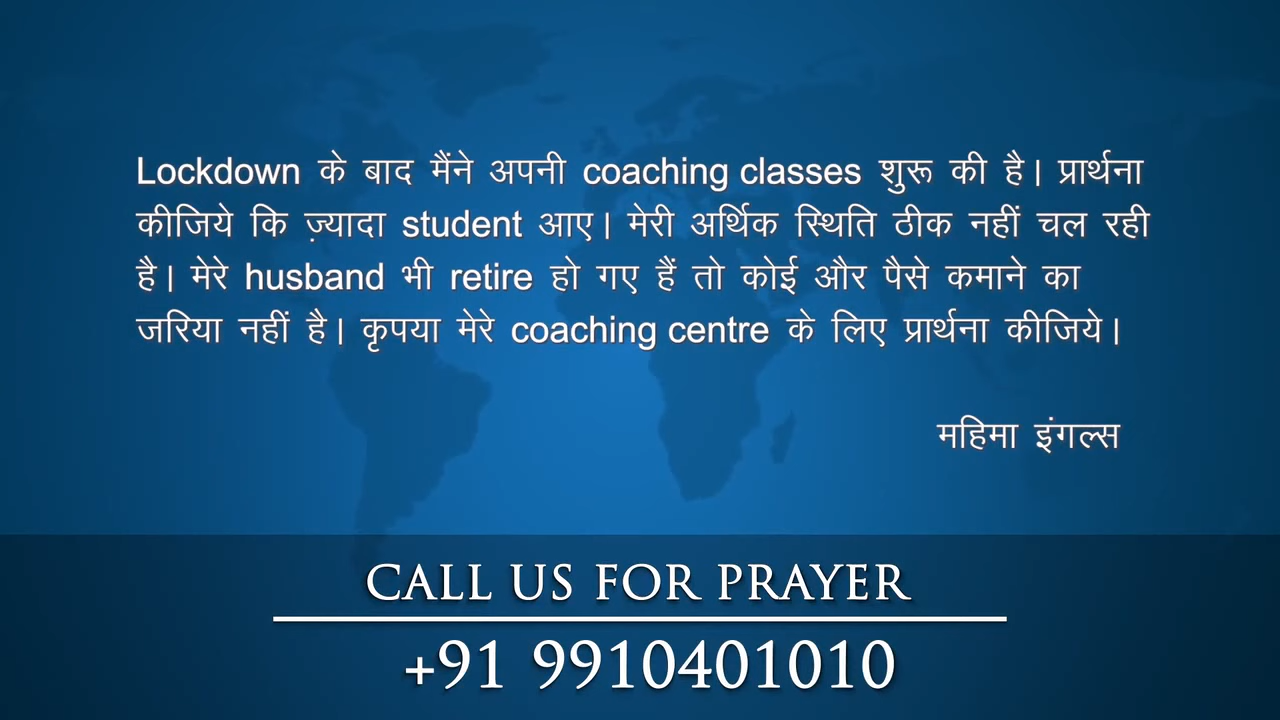 Lockdown के बाद मैंने अपनी coaching classes शुरू की है। प्रार्थना
कीजिये कि ज़्यादा student आए। मेरी अर्थिक स्थिति ठीक नहीं चल रही
है। मेरे husband भी retire हो गए हैं तो कोई और पैसे कमाने का
जरिया नहीं है। कृपया मेरे coaching centre के लिए प्रार्थना कीजिये।
महिमा इंगल्स
CALL US FOR PRAYER
+91 9910401010